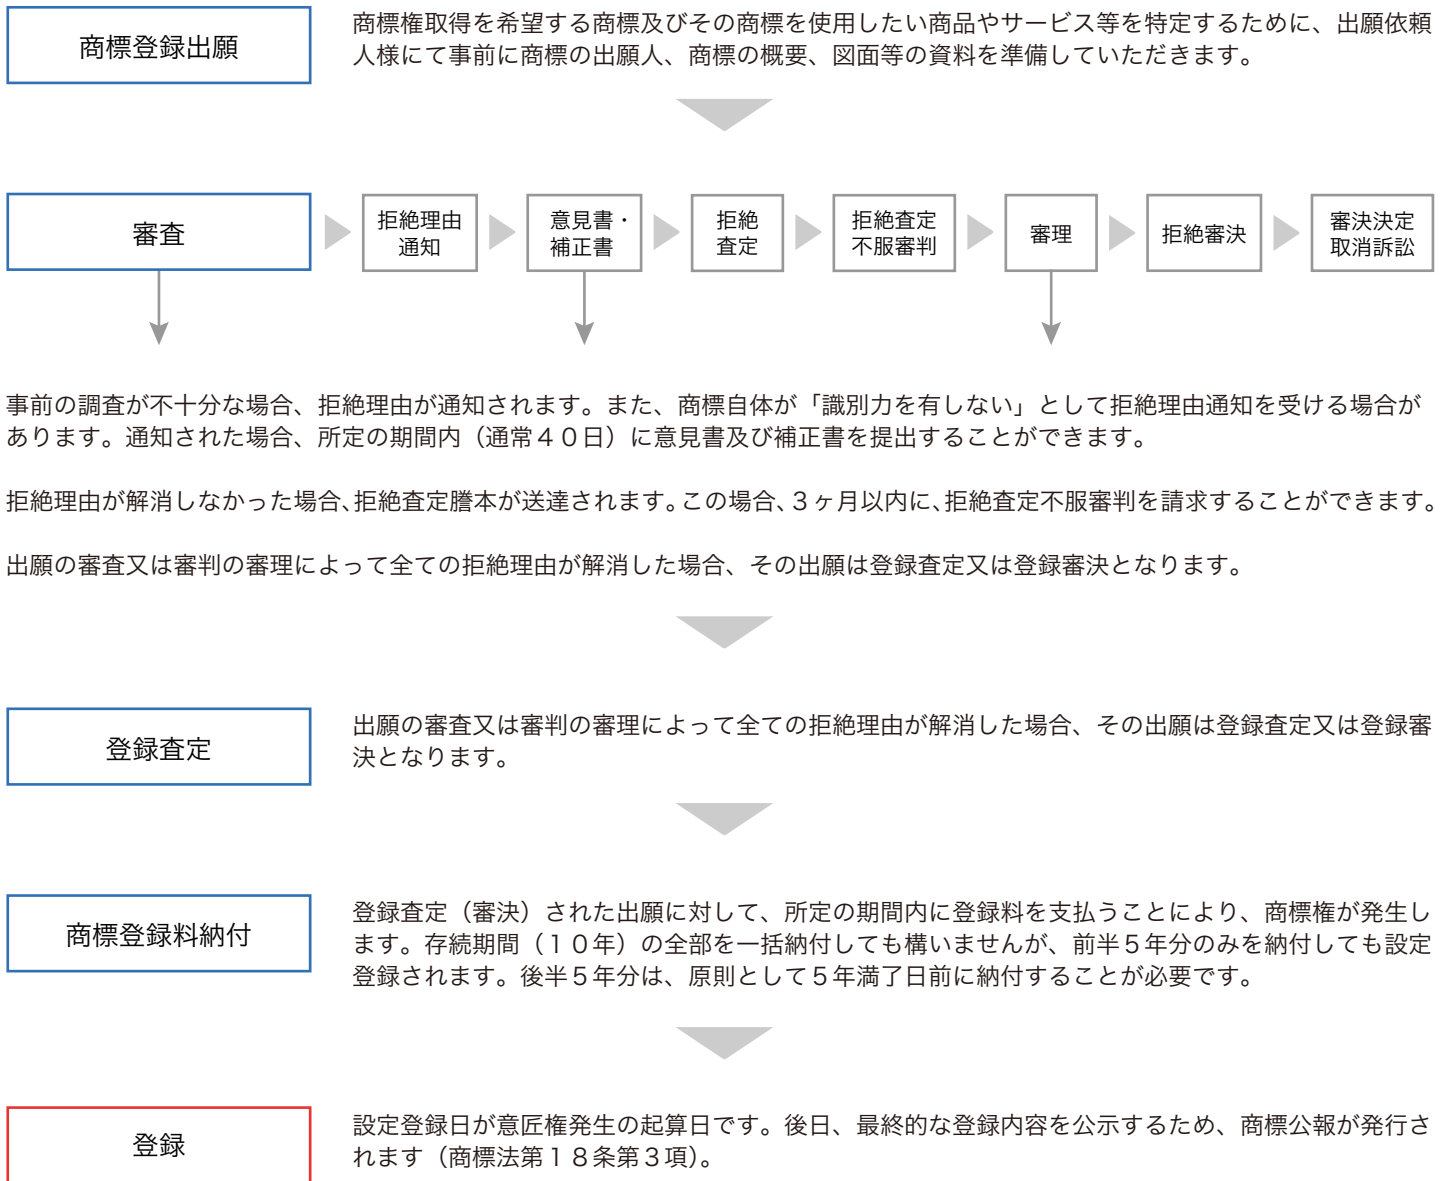 商標登録出願
商標権取得を希望する商標及びその商標を使用したい商品やサービス等を特定するために、出願依頼
人様にて事前に商標の出願人、商標の概要、図面等の資料を準備していただきます。
審査
拒絶理由
通知
意見書・
補正書
拒絶
査定
拒絶査定
不服審判
審理
拒絶審決
審決決定
取消訴訟
事前の調査が不十分な場合、拒絶理由が通知されます。また、商標自体が「識別力を有しない」として拒絶理由通知を受ける場合が
あります。通知された場合、所定の期間内（通常４０日）に意見書及び補正書を提出することができます。
拒絶理由が解消しなかった場合、拒絶査定謄本が送達されます。この場合、３ヶ月以内に、拒絶査定不服審判を請求することができます。
出願の審査又は審判の審理によって全ての拒絶理由が解消した場合、その出願は登録査定又は登録審決となります。
登録査定
出願の審査又は審判の審理によって全ての拒絶理由が解消した場合、その出願は登録査定又は登録審
決となります。
商標登録料納付
登録査定（審決）された出願に対して、所定の期間内に登録料を支払うことにより、商標権が発生し
ます。存続期間（１０年）の全部を一括納付しても構いませんが、前半５年分のみを納付しても設定
登録されます。後半５年分は、原則として５年満了日前に納付することが必要です。
登録
設定登録日が意匠権発生の起算日です。後日、最終的な登録内容を公示するため、商標公報が発行さ
れます（商標法第１８条第３項）。